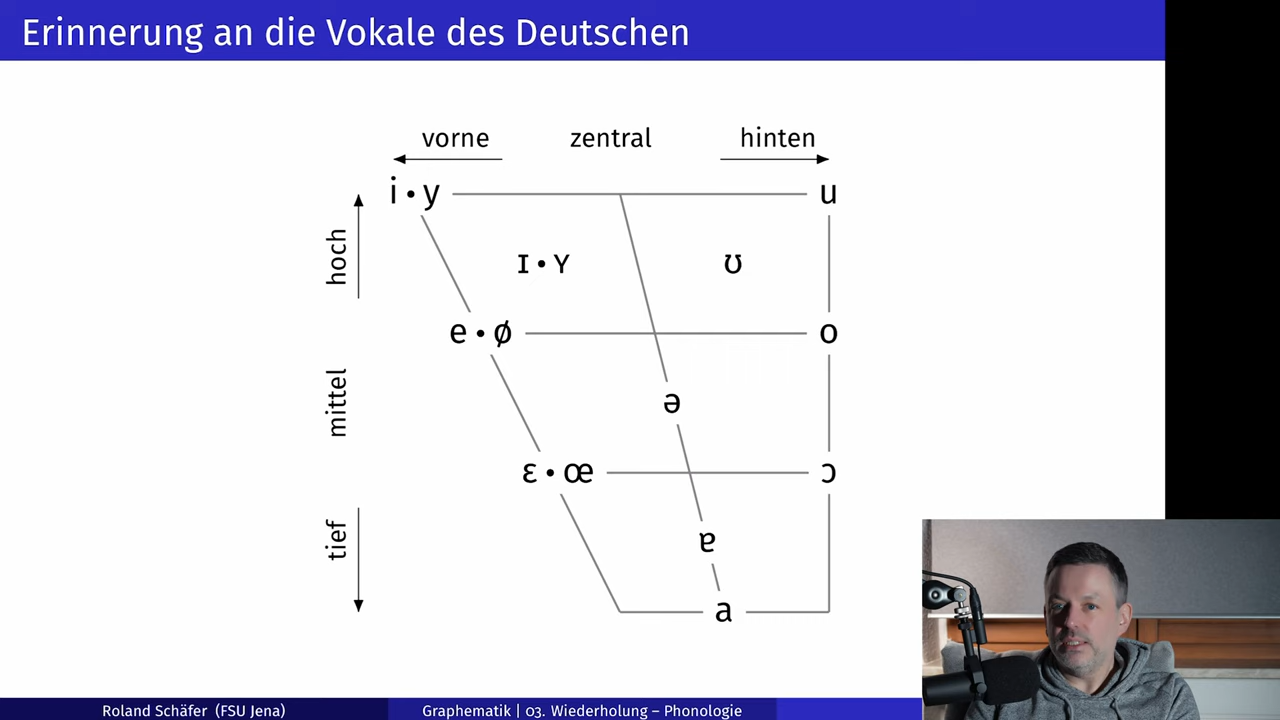 Erinnerung an die Vokale des Deutschen
vorne zentral hinten
i • y u
hoch
ɪ • ʏ ʊ
e • ø o
mittel
ə
ɛ • œ ɔ
tief
ɐ
a
Roland Schäfer (FSU Jena) Graphematik | 03. Wiederholung – Phonologie